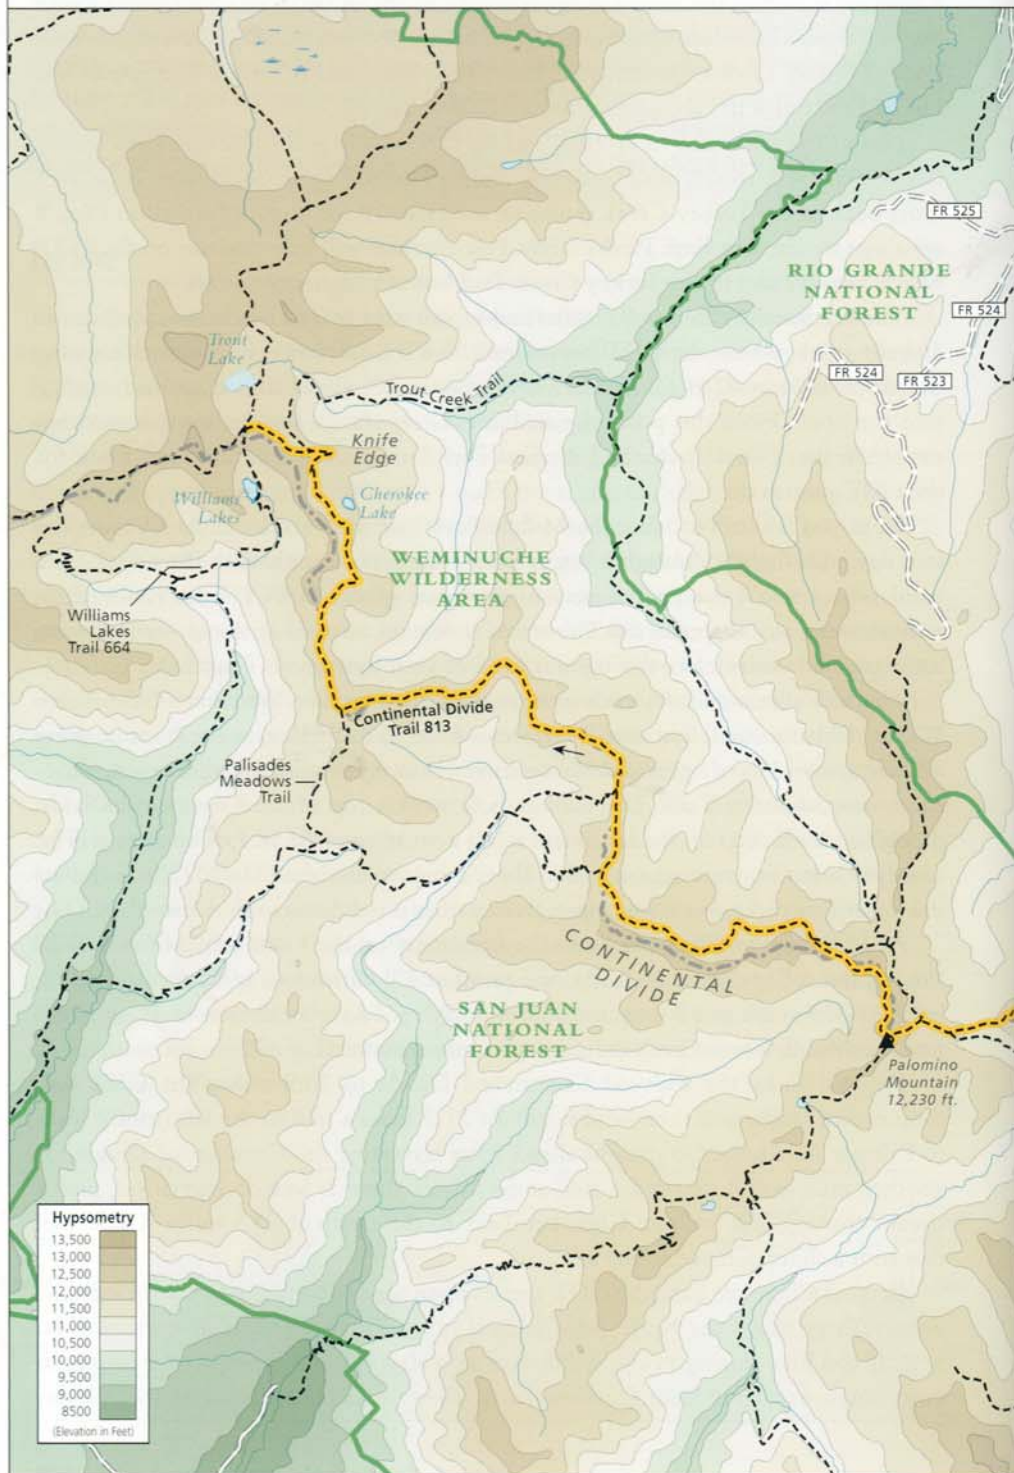 FR 525
RIO GRANDE
NATIONAL
FOREST
FR 524
Trout
Lake
FR 524
FR 523
Trout Creek Trail
Knife
Edge
Williams
Lakes
Cherokee
Lake
WEMINUCHE
WILDERNESS
AREA
Williams
Lakes
Trail 664
Continental Divide
Trail 813
Palisades
Meadows
Trail
CONTINENTAL
DIVIDE
SAN JUAN
NATIONAL
FOREST
Palomino
Mountain
12,230 ft.
Hypsometry
13,500
13,000
12,500
12,000
11,500
11,000
10,500
10,000
9,500
9,000
8500
(Elevation in Feet)